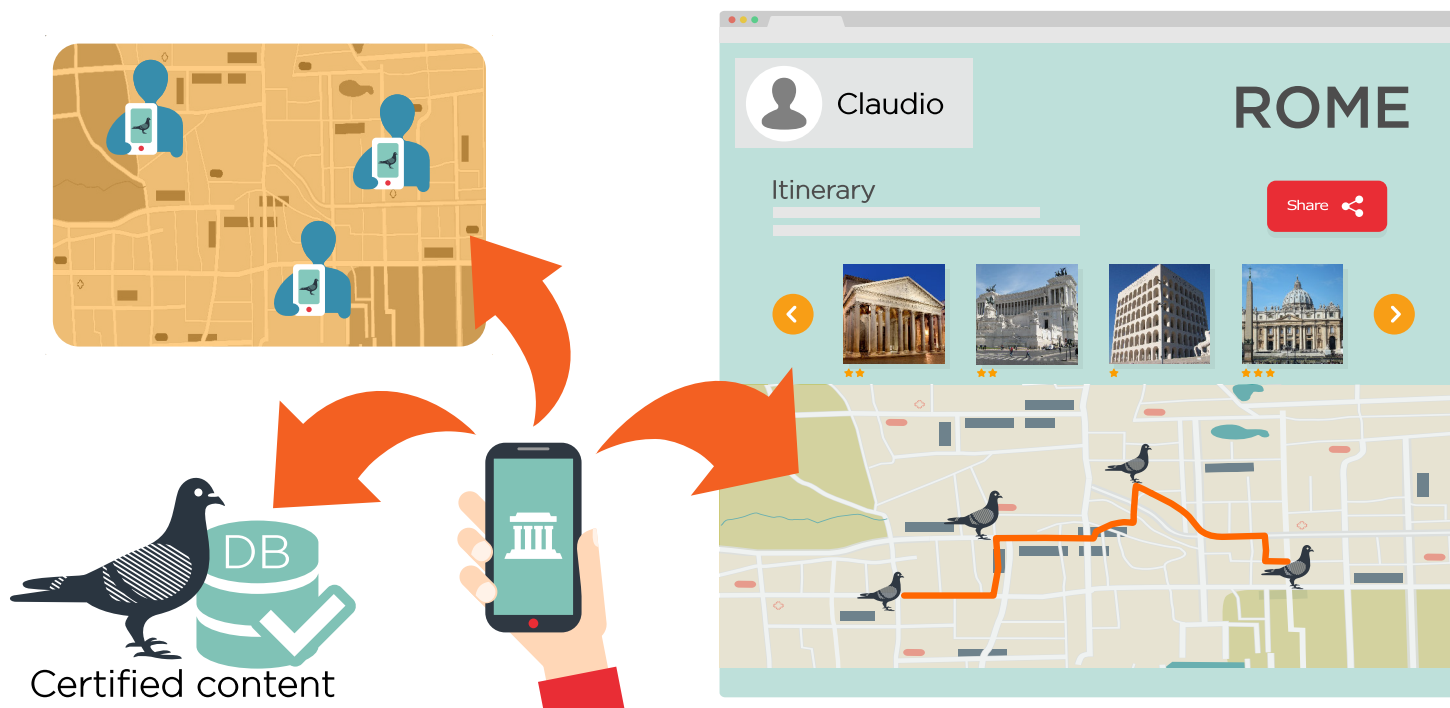 Claudio
ROME
Itinerary
Share
DB
Certified content